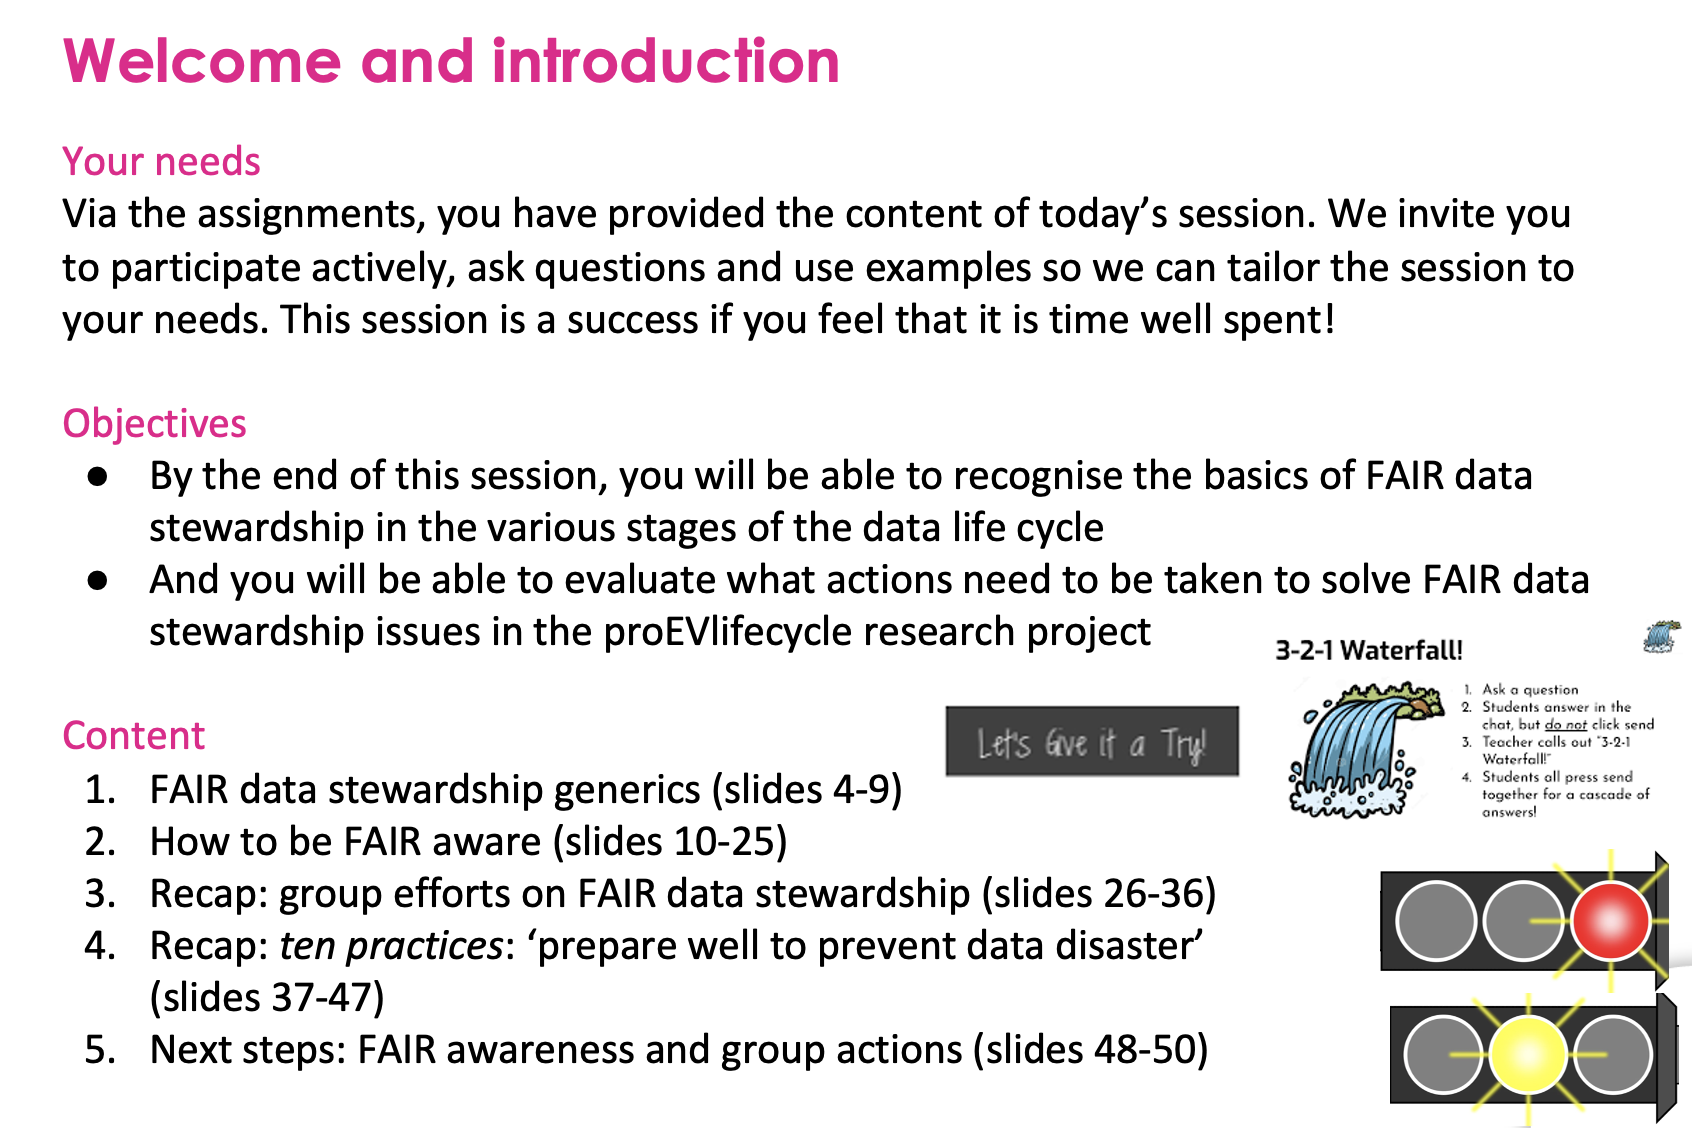 Welcome and introduction
Your needs
Via the assignments, you have provided the content of today’s session. We invite you
to participate actively, ask questions and use examples so we can tailor the session to
your needs. This session is a success if you feel that it is time well spent!
Objectives
● By the end of this session, you will be able to recognise the basics of FAIR data
stewardship in the various stages of the data life cycle
● And you will be able to evaluate what actions need to be taken to solve FAIR data
stewardship issues in the proEVlifecycle research project
Content
1. FAIR data stewardship generics (slides 4-9)
2. How to be FAIR aware (slides 10-25)
3. Recap: group efforts on FAIR data stewardship (slides 26-36)
4. Recap: ten practices: ‘prepare well to prevent data disaster’
(slides 37-47)
5. Next steps: FAIR awareness and group actions (slides 48-50)
Let's Give it a Try!
3-2-1 Waterfall!
1. Ask a question
2. Students answer in the
chat, but do not click send
3. Teacher calls out "3-2-1
Waterfall!"
4. Students all press send
together for a cascade of
answers!